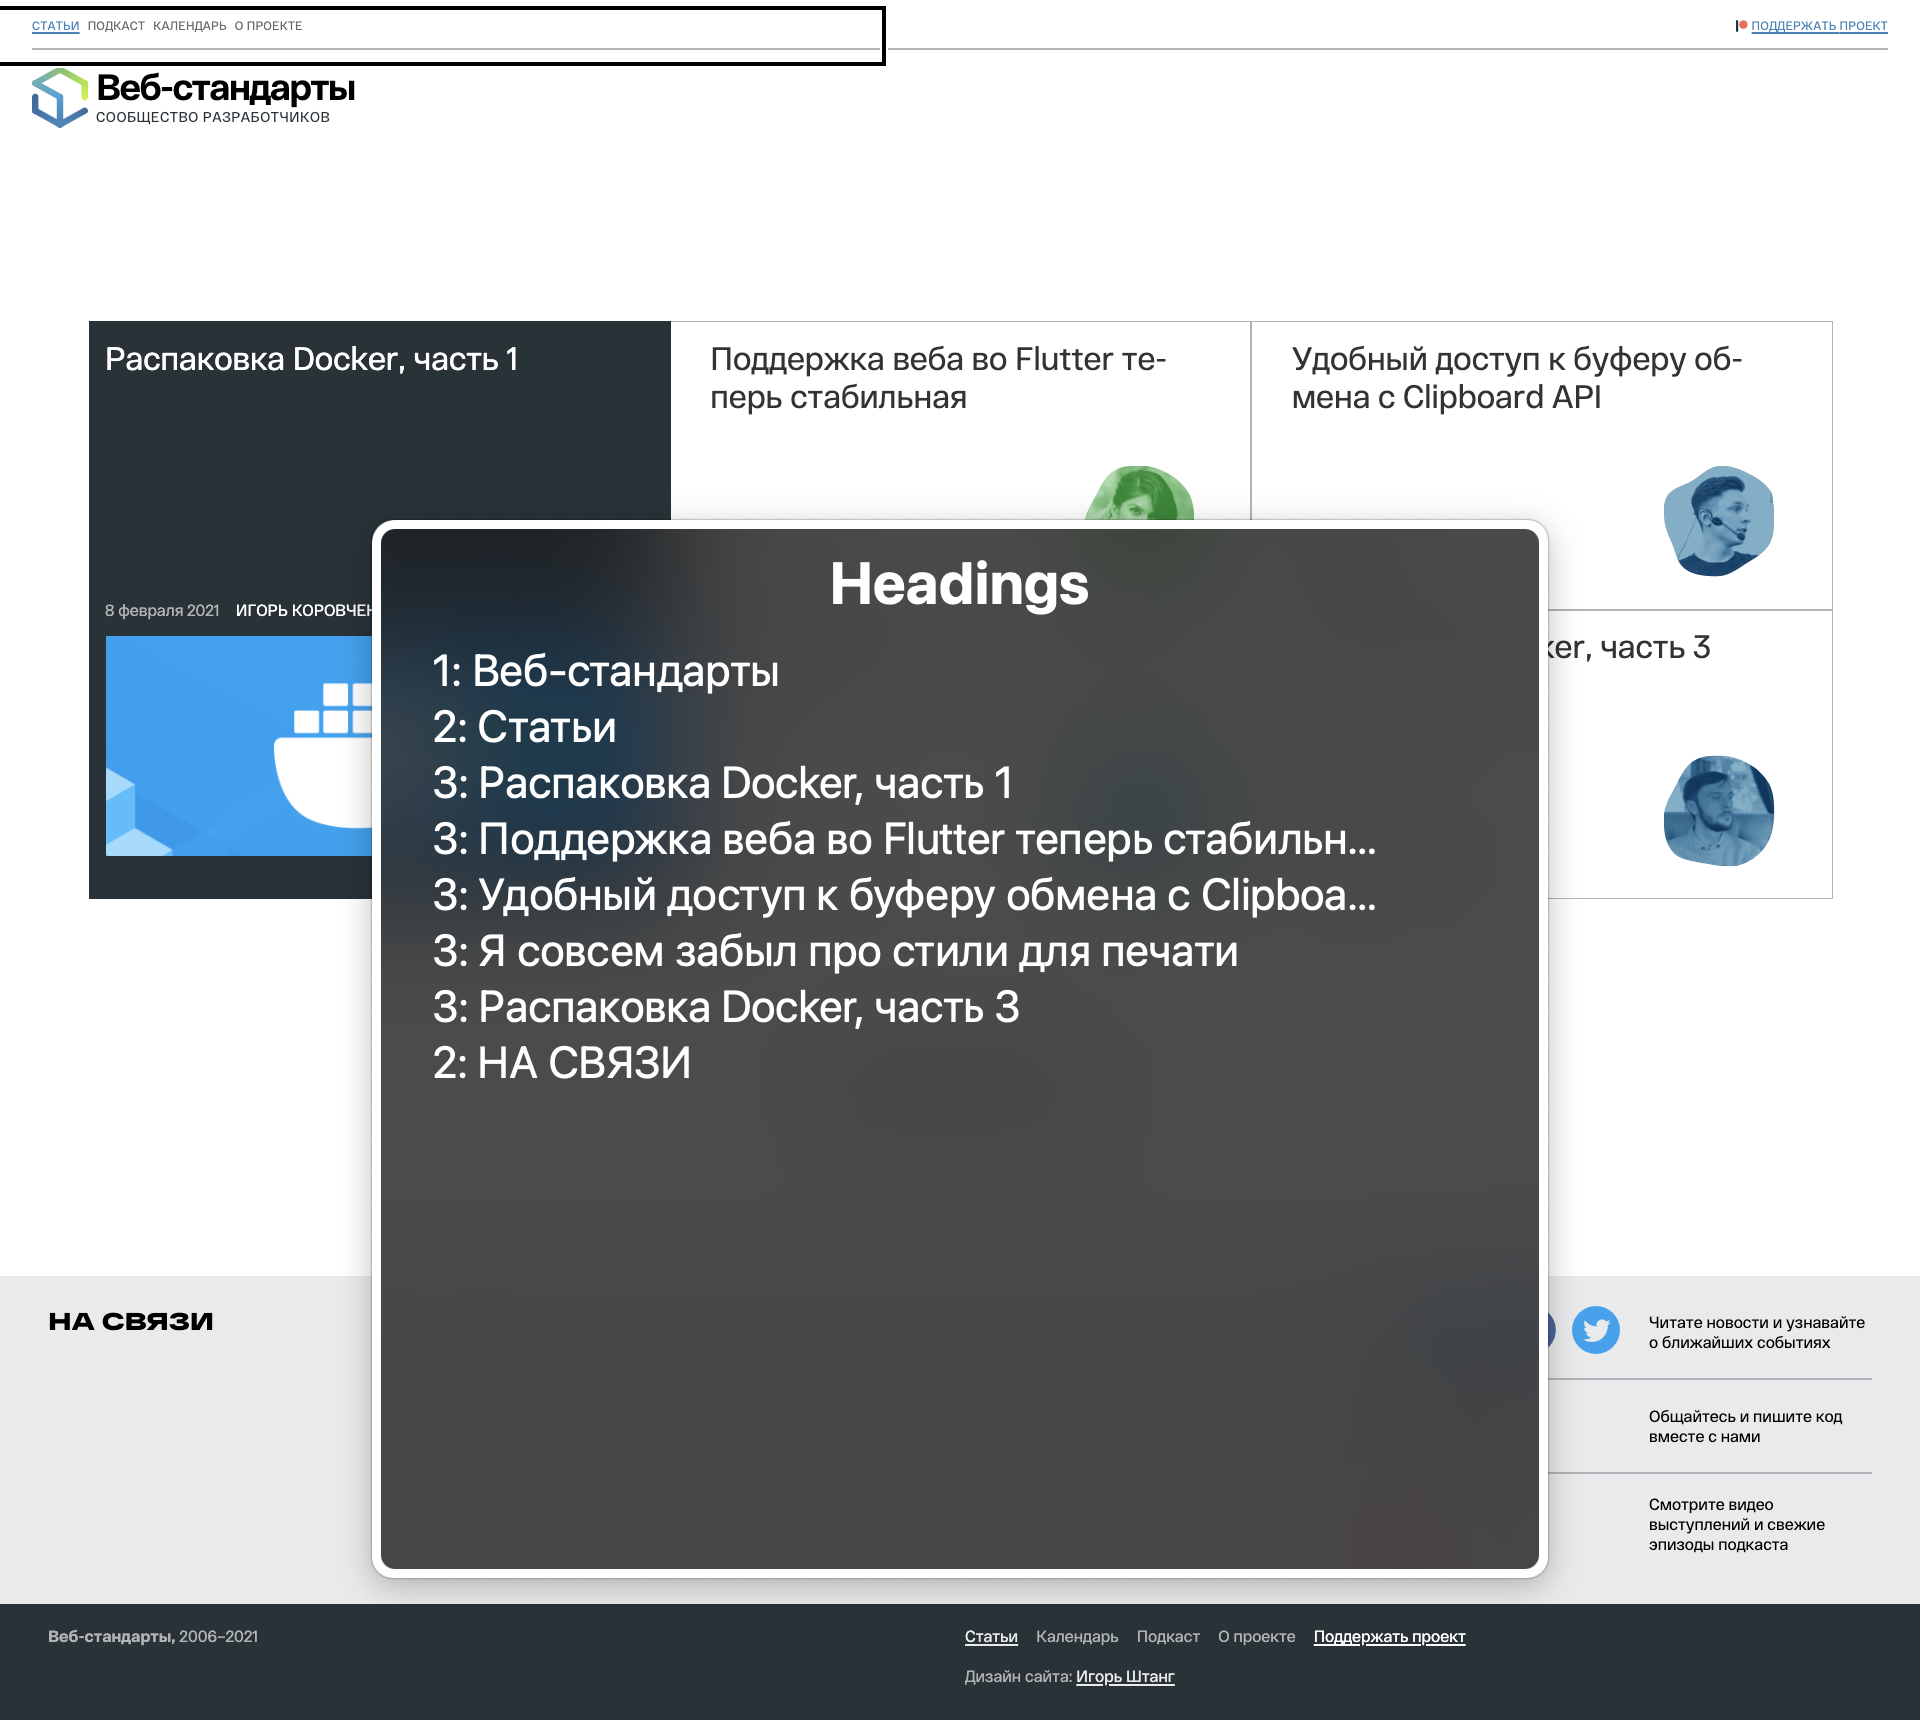 СТАТЬИ ПОДКАСТ КАЛЕНДАРЬ О ПРОЕКТЕ
ПОДДЕРЖАТЬ ПРОЕКТ
Веб-стандарты
СООБЩЕСТВО РАЗРАБОТЧИКОВ
Распаковка Docker, часть 1
8 февраля 2021 ИГОРЬ КОРОВЧЕН
Поддержка веба во Flutter те-
перь стабильная
Удобный доступ к буферу об-
мена с Clipboard API
ker, часть 3
Headings
1: Веб-стандарты
2: Статьи
3: Распаковка Docker, часть 1
3: Поддержка веба во Flutter теперь стабильн...
3: Удобный доступ к буферу обмена с Clipboa...
3: Я совсем забыл про стили для печати
3: Распаковка Docker, часть 3
2: НА СВЯЗИ
НА СВЯЗИ
Читате новости и узнавайте
о ближайших событиях
Общайтесь и пишите код
вместе с нами
Смотрите видео
выступлений и свежие
эпизоды подкаста
Веб-стандарты, 2006–2021
Статьи Календарь Подкаст О проекте Поддержать проект
Дизайн сайта: Игорь Штанг